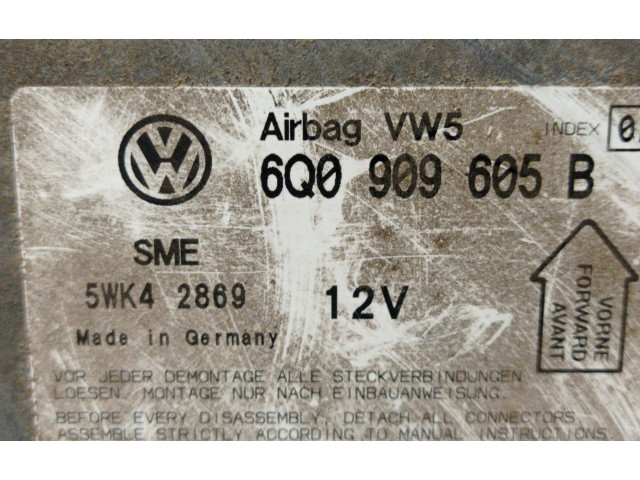 Airbag VW5 INDEX 0
6Q0 909 605 B
SME
5WK4 2869 12V
Made in Germany
VORNE
FORWARD
AVANT
VOR JEDER DEMONTAGE ALLE STECKVERBINDUNGEN
LOESEN. MONTAGE NUR NACH EINBAUANWEISUNG.
BEFORE EVERY DISASSEMBLY, DETACH ALL CONNECTORS
ASSEMBLE STRICTLY ACCORDING TO MANUAL INSTRUCTIONS.